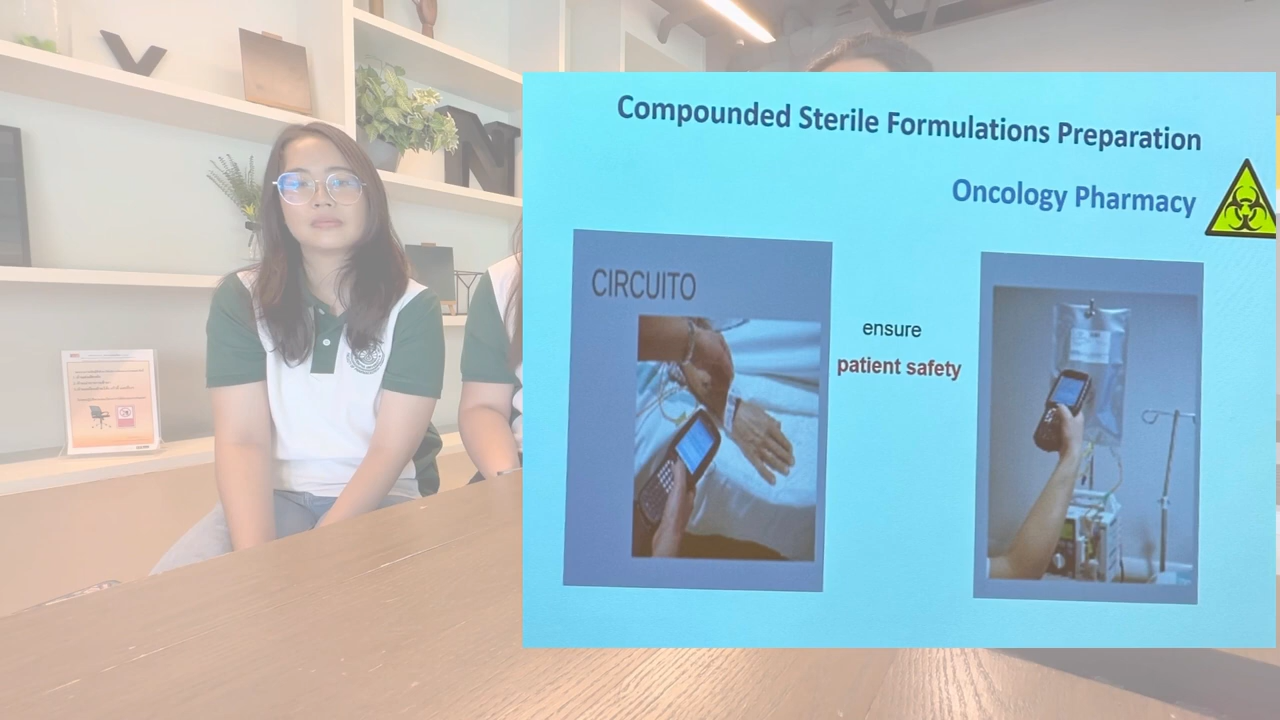 Compounded Sterile Formulations Preparation
Oncology Pharmacy
CIRCUITO
ensure
patient safety